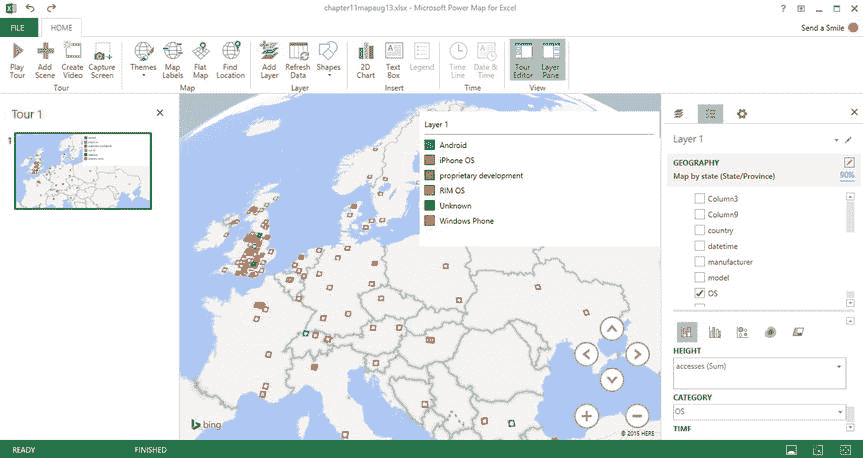 chapter11mapaug13.xlsx - Microsoft Power Map for Excel
FILE
HOME
Send a Smile
Play Tour
Add Scene
Create Video
Capture Screen
Themes
Map Labels
Flat Map
Find Location
Add Layer
Refresh Data
Shapes
2D Chart
Text Box
Legend
Time Line
Date & Time
Tour Editor
Layer Pane
Tour
Map
Layer
Insert
Time
View
Tour 1
1
Layer 1
Android
iPhone OS
proprietary development
RIM OS
Unknown
Windows Phone
bing
© 2015 HERE
Layer 1
GEOGRAPHY
Map by state (State/Province)
90%
Column3
Column9
country
datetime
manufacturer
model
OS
HEIGHT
accesses (Sum)
CATEGORY
OS
TIME
READY
FINISHED